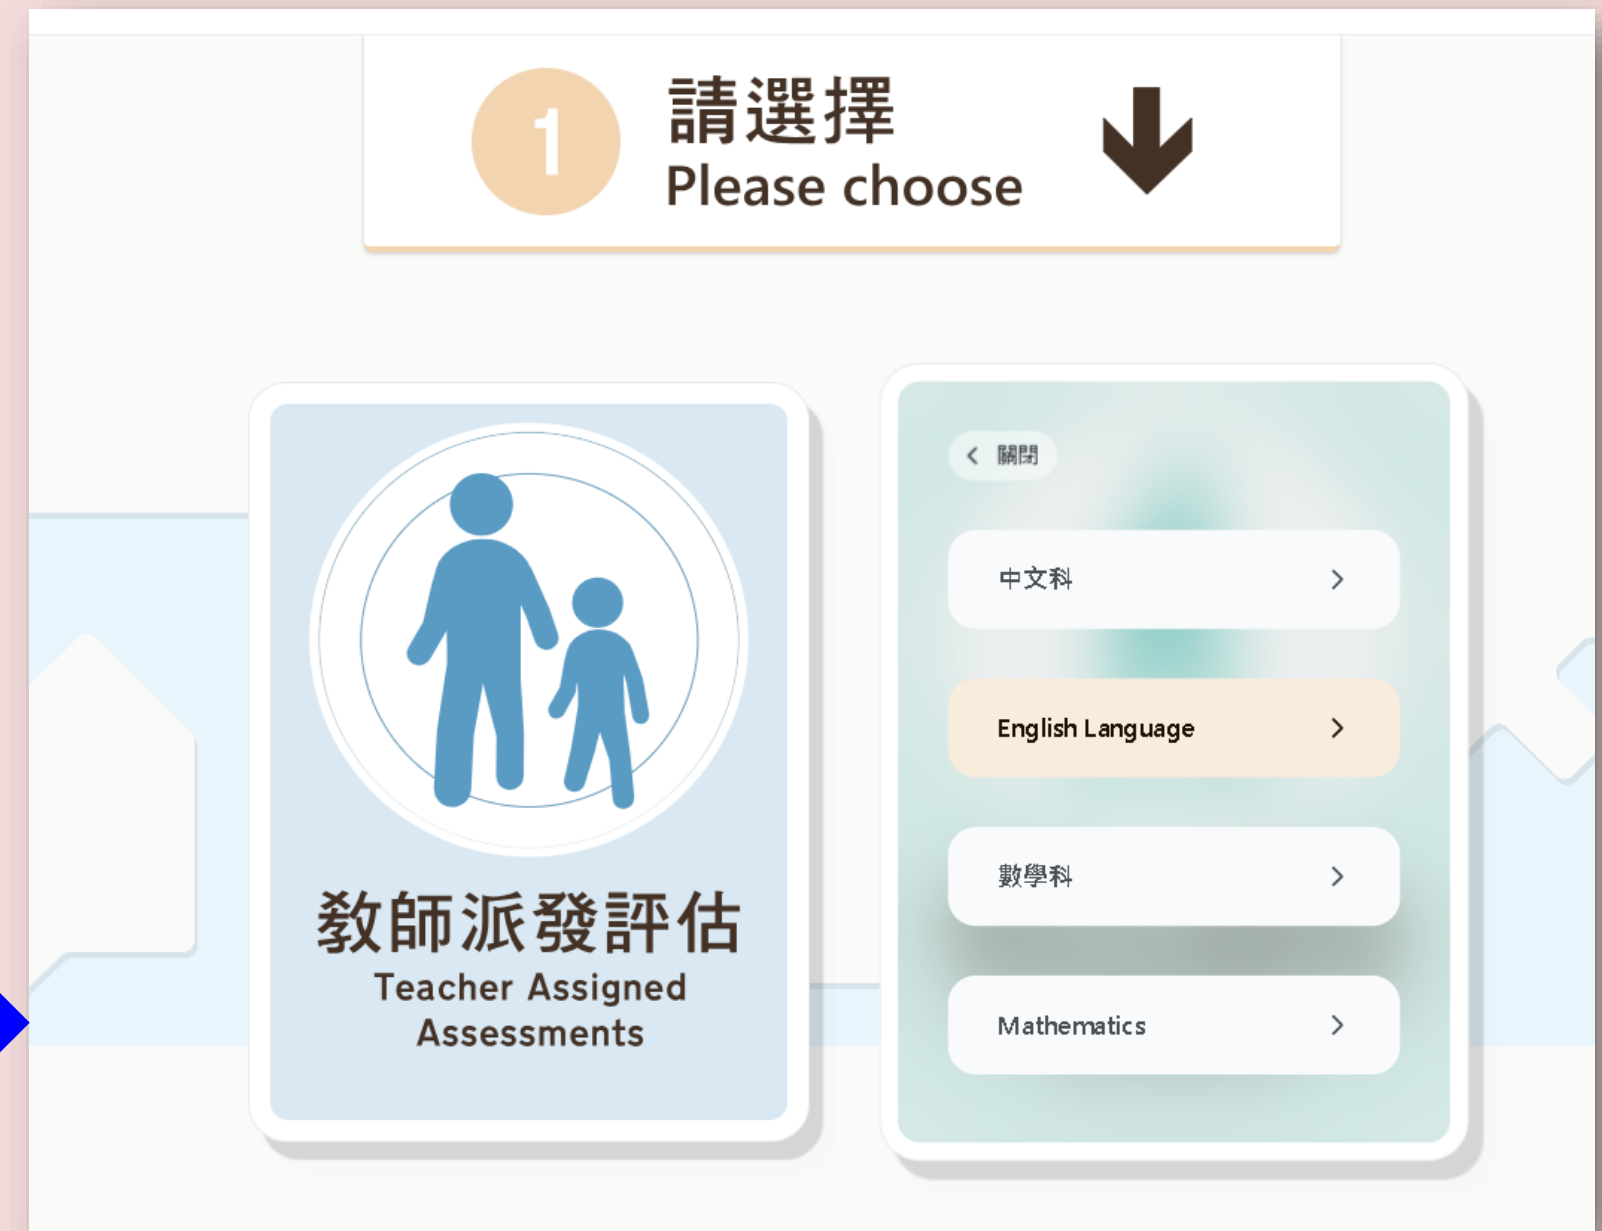 1
請選擇
Please choose
教師派發評估
Teacher Assigned
Assessments
關閉
中文科
English Language
數學科
Mathematics